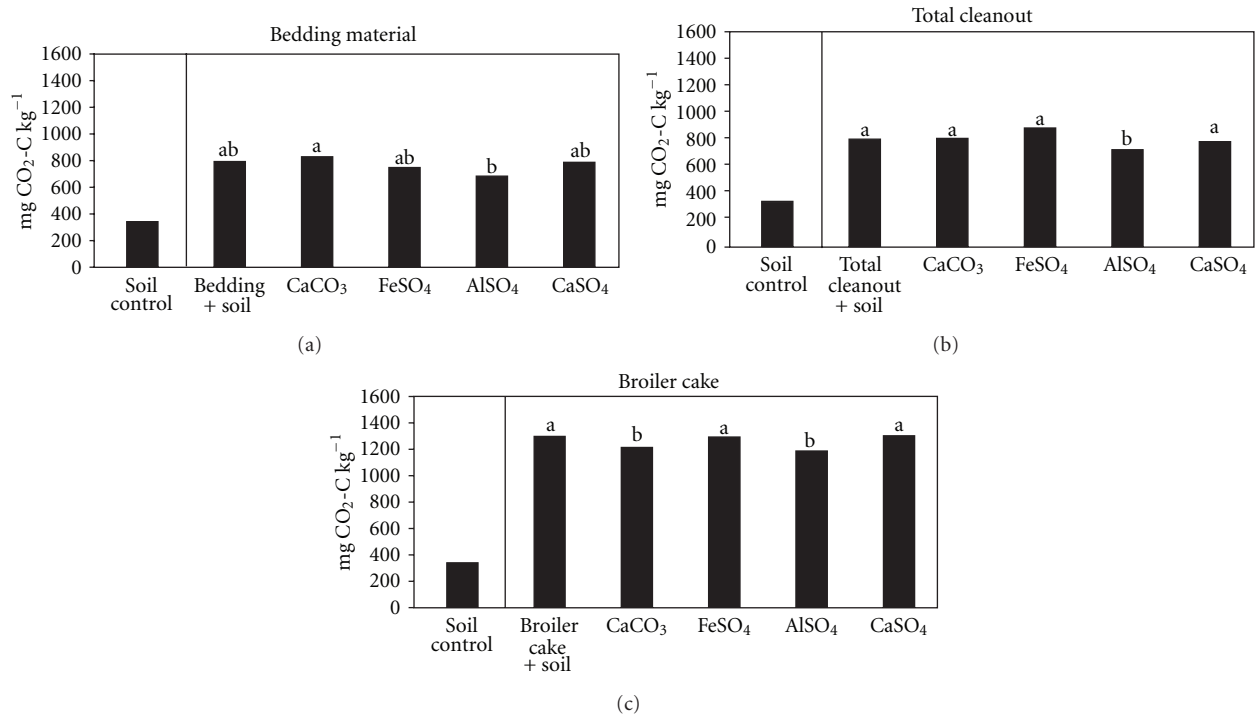 Bedding material
mg CO₂-C kg⁻¹
1600
1400
1200
1000
800
600
400
200
0
ab
a
ab
b
ab
Soil control
Bedding + soil
CaCO₃
FeSO₄
AlSO₄
CaSO₄
(a)
Total cleanout
mg CO₂-C kg⁻¹
1600
1400
1200
1000
800
600
400
200
0
a
a
a
b
a
Soil control
Total cleanout + soil
CaCO₃
FeSO₄
AlSO₄
CaSO₄
(b)
Broiler cake
mg CO₂-C kg⁻¹
1600
1400
1200
1000
800
600
400
200
0
a
b
a
b
a
Soil control
Broiler cake + soil
CaCO₃
FeSO₄
AlSO₄
CaSO₄
(c)